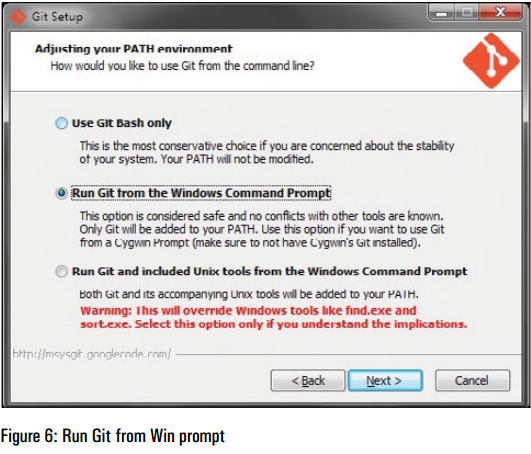 Git Setup
Adjusting your PATH environment
How would you like to use Git from the command line?
Use Git Bash only
This is the most conservative choice if you are concerned about the stability
of your system. Your PATH will not be modified.
Run Git from the Windows Command Prompt
This option is considered safe and no conflicts with other tools are known.
Only Git will be added to your PATH. Use this option if you want to use Git
from a Cygwin Prompt (make sure to not have Cygwin's Git installed).
Run Git and included Unix tools from the Windows Command Prompt
Both Git and its accompanying Unix tools will be added to your PATH.
Warning: This will override Windows tools like find.exe and
sort.exe. Select this option only if you understand the implications.
http://msysgit.googlecode.com/
< Back
Next >
Cancel
Figure 6: Run Git from Win prompt